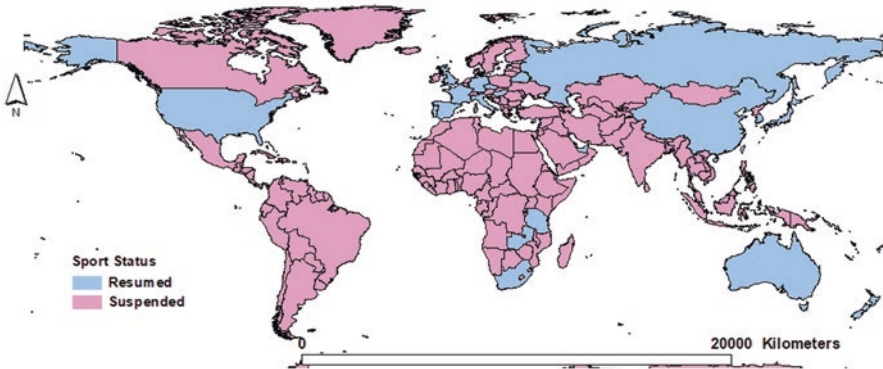 N
Sport Status
Resumed
Suspended
0 20000 Kilometers